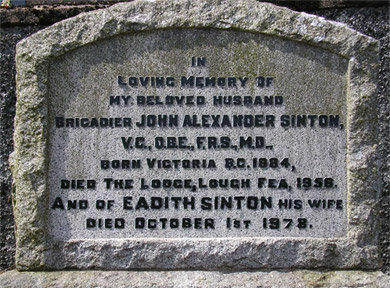 IN
LOVING MEMORY OF
MY BELOVED HUSBAND
BRIGADIER JOHN ALEXANDER SINTON,
V.C., O.B.E., F.R.S., M.D.,
BORN VICTORIA B.C. 1884,
DIED THE LODGE, LOUGH FEA, 1956.
AND OF EADITH SINTON HIS WIFE
DIED OCTOBER 1ST 1978.